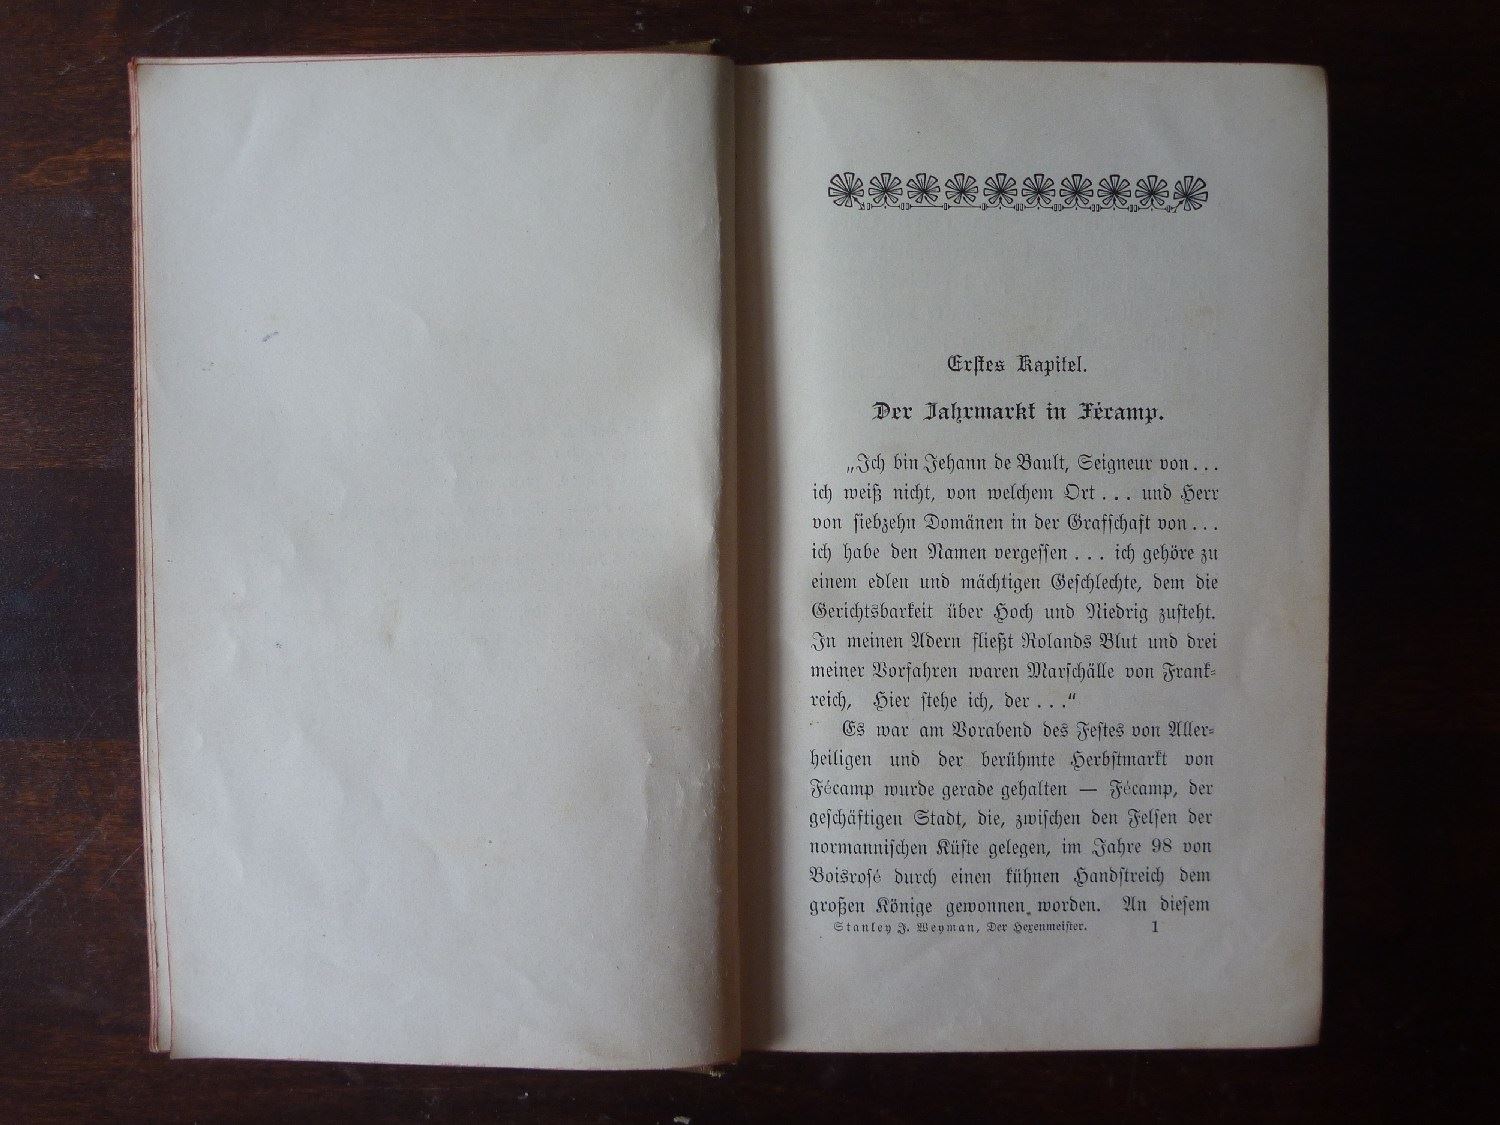 Erstes Kapitel.
Der Jahrmarkt in Fécamp.
„Ich bin Jehann de Bault, Seigneur von . . .
ich weiß nicht, von welchem Ort . . . und Herr
von siebzehn Domänen in der Grafschaft von . . .
ich habe den Namen vergessen . . . ich gehöre zu
einem edlen und mächtigen Geschlechte, dem die
Gerichtsbarkeit über Hoch und Niedrig zusteht.
In meinen Adern fließt Rolands Blut und drei
meiner Vorfahren waren Marschälle von Frank-
reich, Hier stehe ich, der . . .“
Es war am Vorabend des Festes von Aller-
heiligen und der berühmte Herbstmarkt von
Fécamp wurde gerade gehalten — Fécamp, der
geschäftigen Stadt, die, zwischen den Felsen der
normannischen Küste gelegen, im Jahre 98 von
Boisrosé durch einen kühnen Handstreich dem
großen Könige gewonnen worden. An diesem
Stanley J. Weyman, Der Hexenmeister. 1